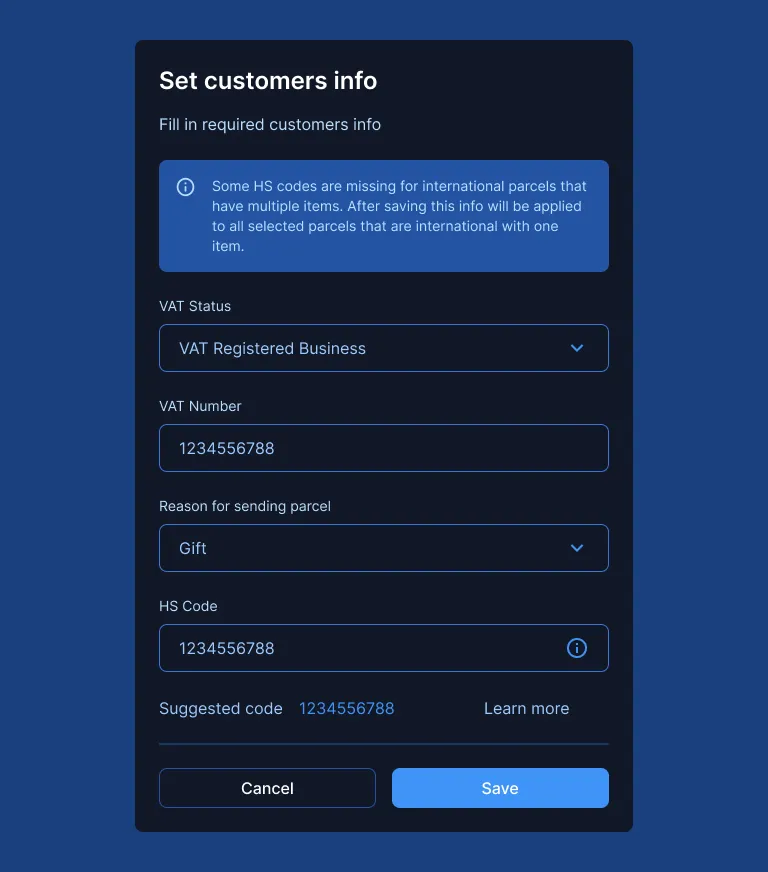 Set customers info
Fill in required customers info
Some HS codes are missing for international parcels that
have multiple items. After saving this info will be applied
to all selected parcels that are international with one
item.
VAT Status
VAT Registered Business
VAT Number
1234556788
Reason for sending parcel
Gift
HS Code
1234556788
Suggested code 1234556788 Learn more
Cancel Save